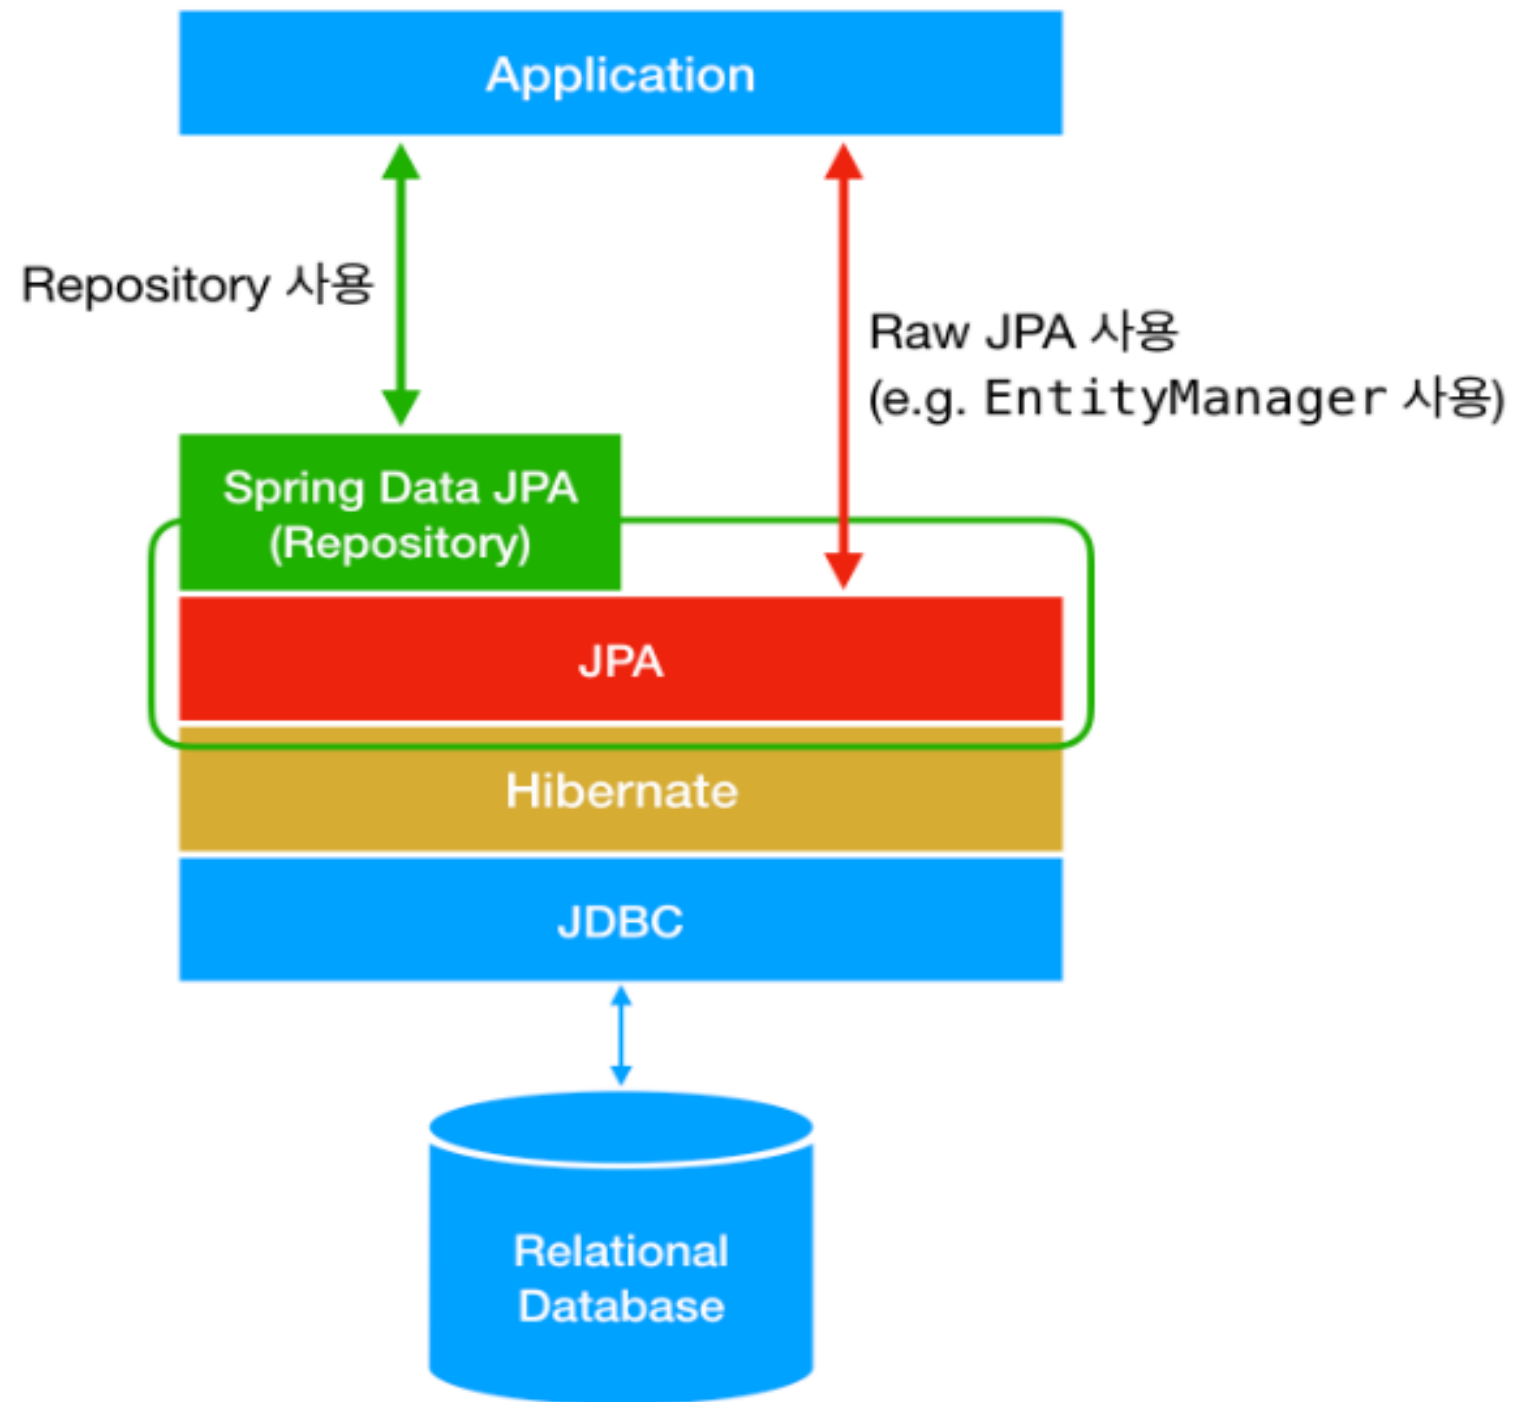 Application
Repository 사용
Raw JPA 사용
(e.g. EntityManager 사용)
Spring Data JPA
(Repository)
JPA
Hibernate
JDBC
Relational
Database